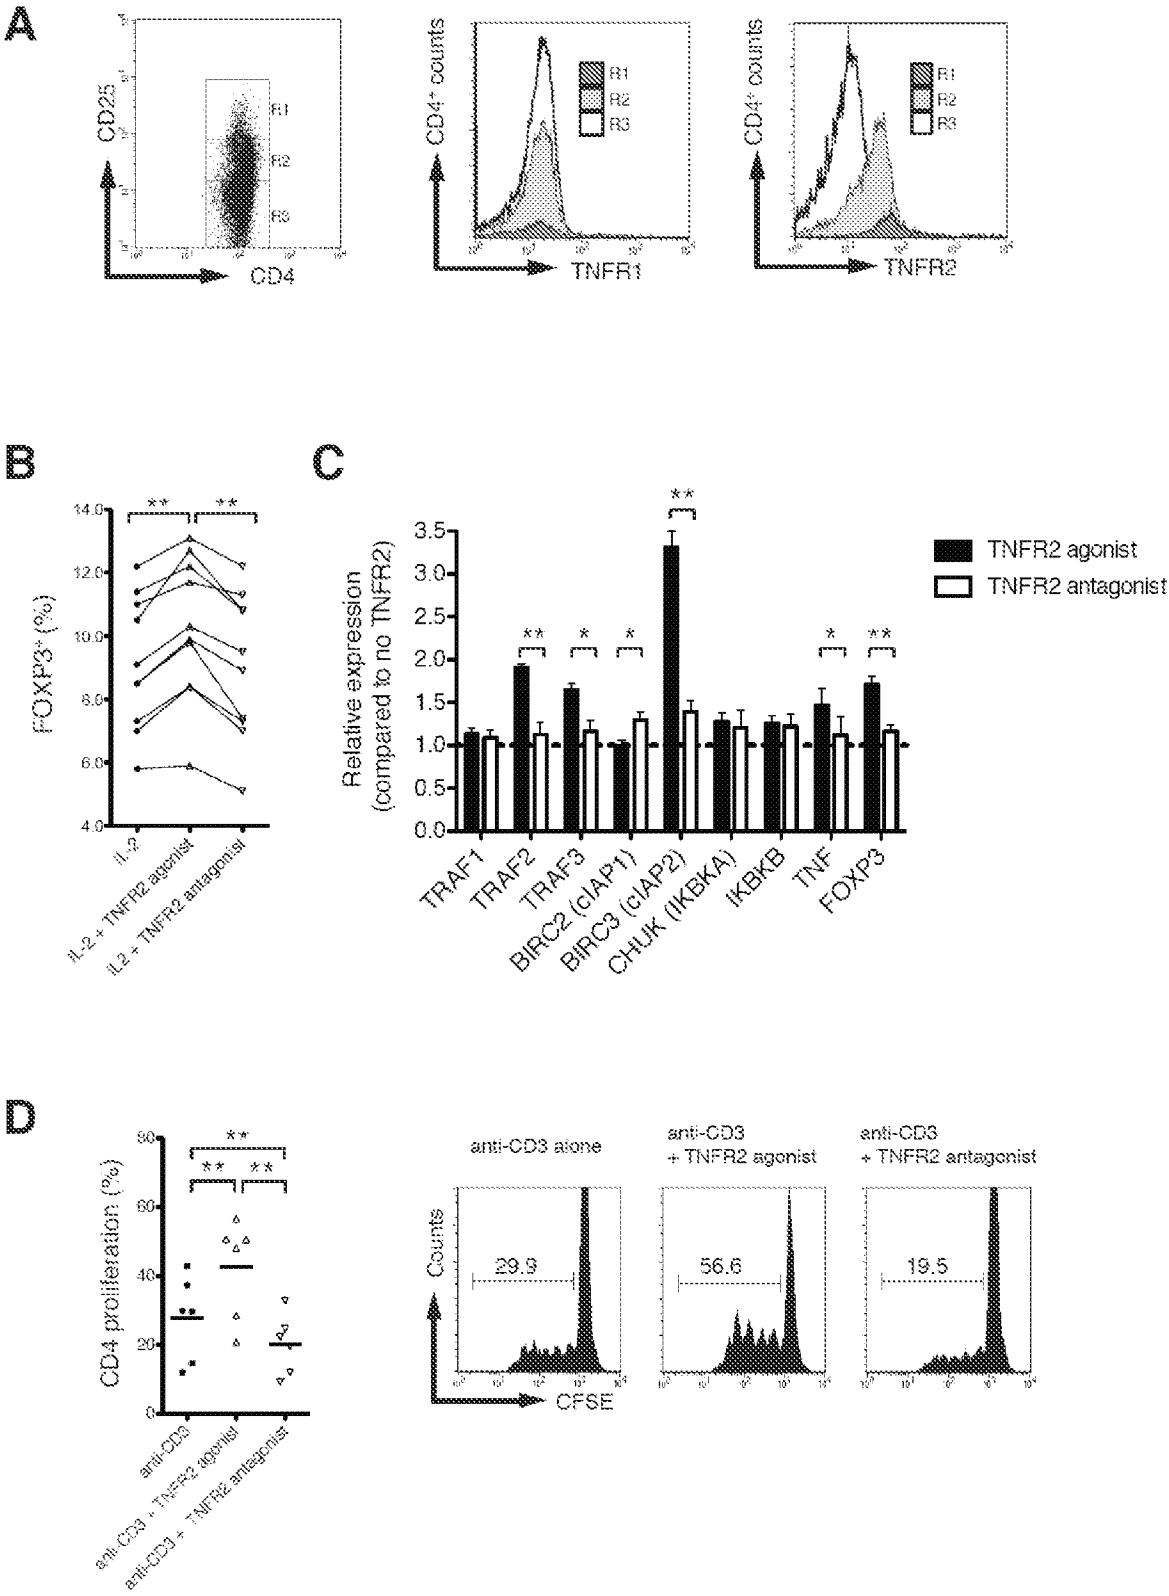 A
CD25
R1
R2
R3
CD4
CD4+ counts
R1
R2
R3
TNFR1
CD4+ counts
R1
R2
R3
TNFR2
B
FOXP3+ (%)
14.0
12.0
10.0
8.0
6.0
4.0
** **
IL-2
IL-2 + TNFR2 agonist
IL2 + TNFR2 antagonist
C
Relative expression
(compared to no TNFR2)
3.5
3.0
2.5
2.0
1.5
1.0
0.5
0.0
** * * ** * **
TNFR2 agonist
TNFR2 antagonist
TRAF1
TRAF2
TRAF3
BIRC2 (cIAP1)
BIRC3 (cIAP2)
CHUK (IKBKA)
IKBKB
TNF
FOXP3
D
CD4 proliferation (%)
80
60
40
20
0
**
** **
anti-CD3
anti-CD3 + TNFR2 agonist
anti-CD3 + TNFR2 antagonist
anti-CD3 alone
Counts
29.9
anti-CD3
+ TNFR2 agonist
56.6
anti-CD3
+ TNFR2 antagonist
19.5
CFSE